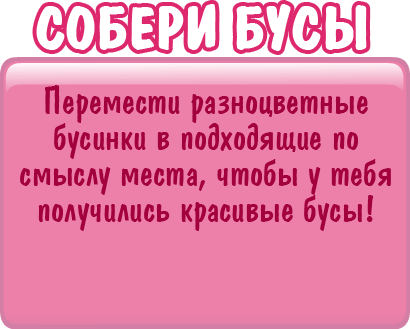 СОБЕРИ БУСЫ
Перемести разноцветные
бусинки в подходящие по
смыслу места, чтобы у тебя
получились красивые бусы!